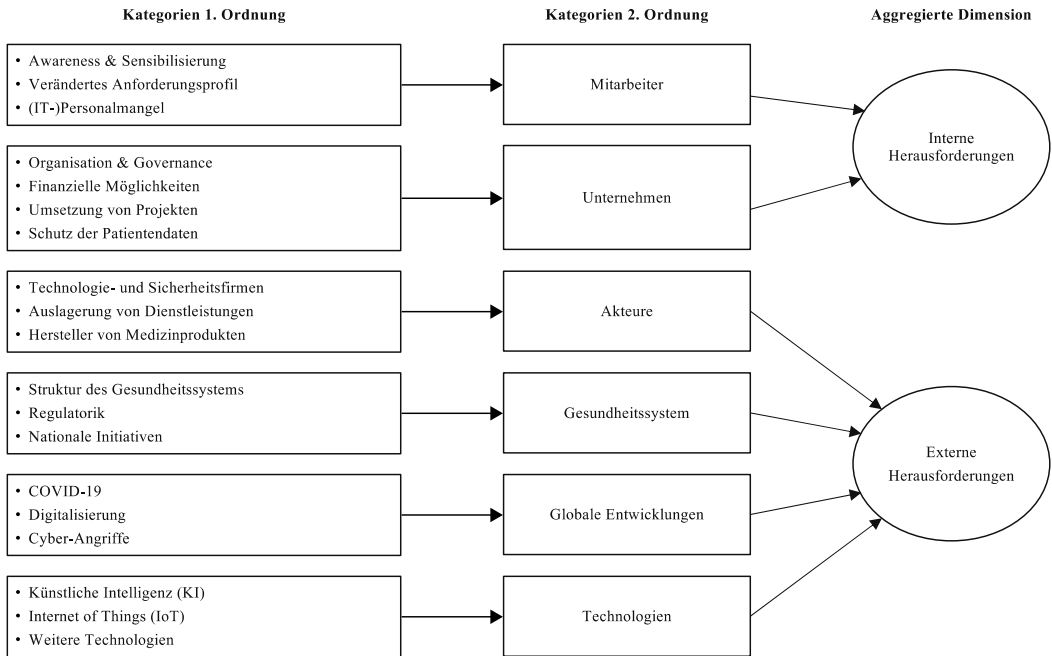 Kategorien 1. Ordnung
Kategorien 2. Ordnung
Aggregierte Dimension
• Awareness & Sensibilisierung
• Verändertes Anforderungsprofil
• (IT-)Personalmangel
Mitarbeiter
• Organisation & Governance
• Finanzielle Möglichkeiten
• Umsetzung von Projekten
• Schutz der Patientendaten
Unternehmen
Interne
Herausforderungen
• Technologie- und Sicherheitsfirmen
• Auslagerung von Dienstleistungen
• Hersteller von Medizinprodukten
Akteure
• Struktur des Gesundheitssystems
• Regulatorik
• Nationale Initiativen
Gesundheitssystem
• COVID-19
• Digitalisierung
• Cyber-Angriffe
Globale Entwicklungen
• Künstliche Intelligenz (KI)
• Internet of Things (IoT)
• Weitere Technologien
Technologien
Externe
Herausforderungen